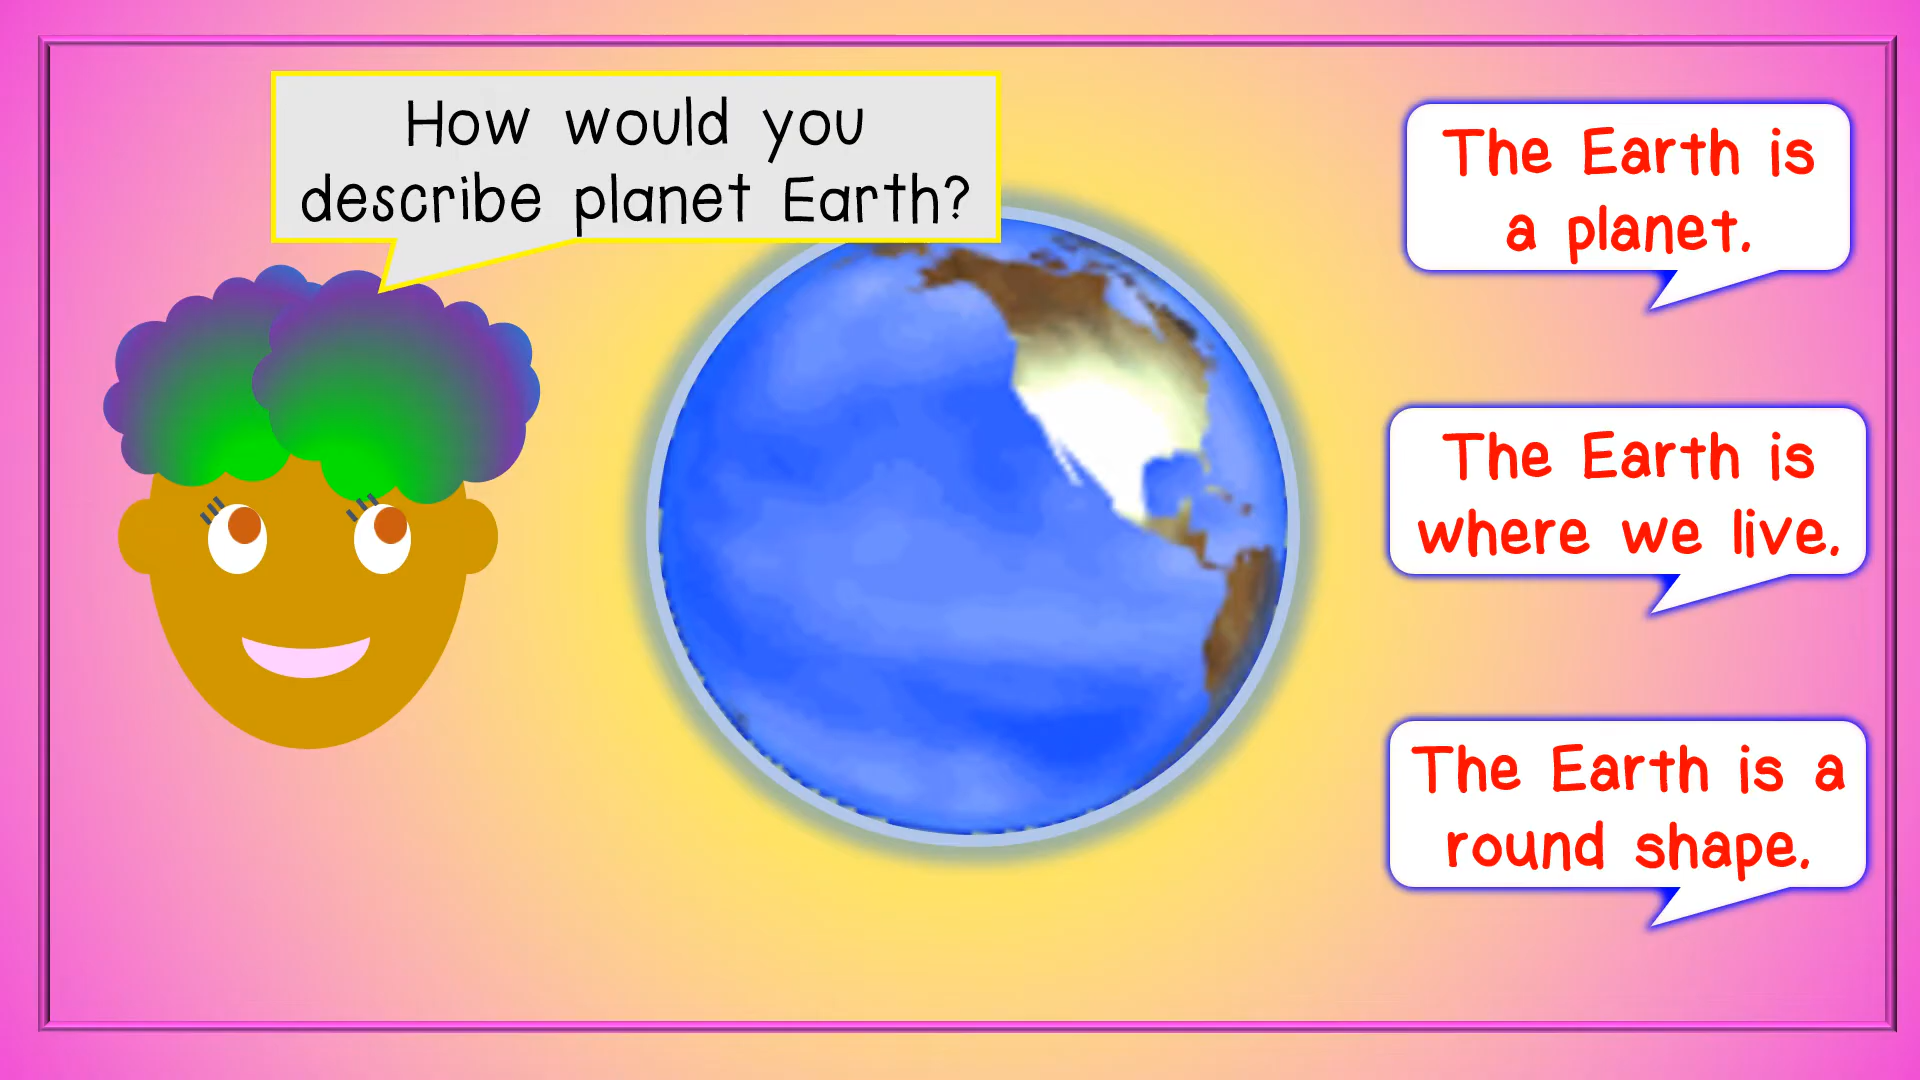 How would you
describe planet Earth?
The Earth is
a planet.
The Earth is
where we live.
The Earth is a
round shape.